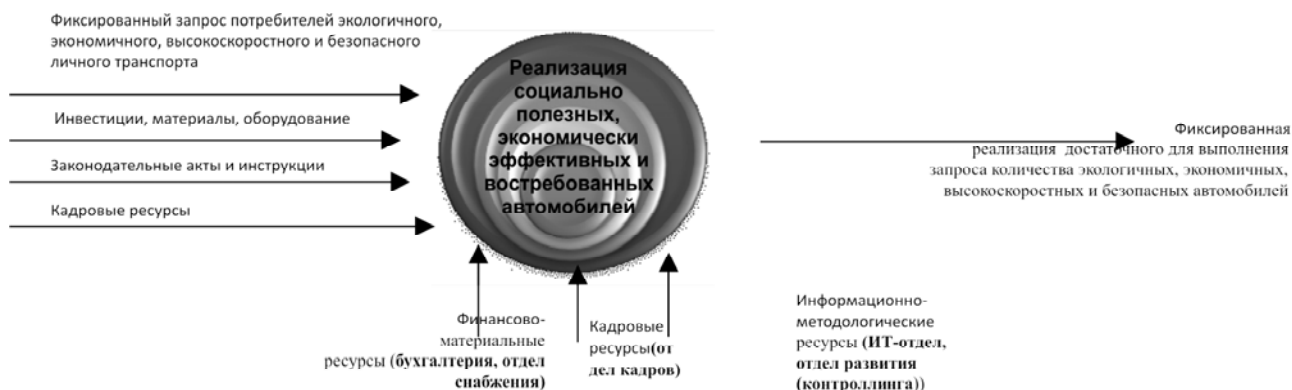 Фиксированный запрос потребителей экологичного,
экономичного, высокоскоростного и безопасного
личного транспорта
Инвестиции, материалы, оборудование
Законодательные акты и инструкции
Кадровые ресурсы
Реализация
социально
полезных,
экономически
эффективных и
востребованных
автомобилей
Фиксированная
реализация достаточного для выполнения
запроса количества экологичных, экономичных,
высокоскоростных и безопасных автомобилей
Финансово-
материальные
ресурсы (бухгалтерия, отдел
снабжения)
Кадровые
ресурсы(от
дел кадров)
Информационно-
методологические
ресурсы (ИТ-отдел,
отдел развития
(контроллинга))